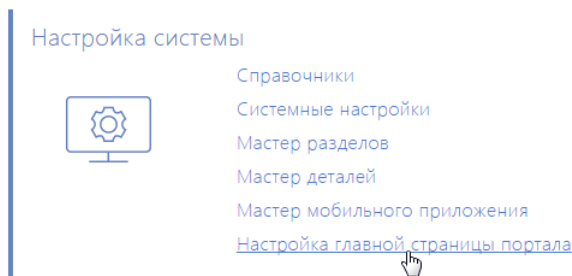 Настройка системы
Справочники
Системные настройки
Мастер разделов
Мастер деталей
Мастер мобильного приложения
Настройка главной страницы портала